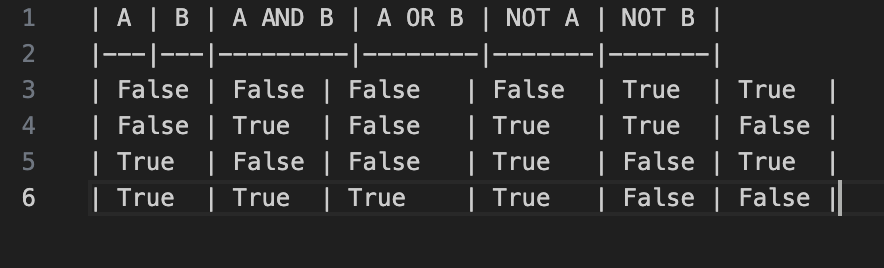 1 | A | B | A AND B | A OR B | NOT A | NOT B |
2 |---|---|---------|--------|-------|-------|
3 | False | False | False   | False  | True  | True  |
4 | False | True  | False   | True   | True  | False |
5 | True  | False | False   | True   | False | True  |
6 | True  | True  | True    | True   | False | False |